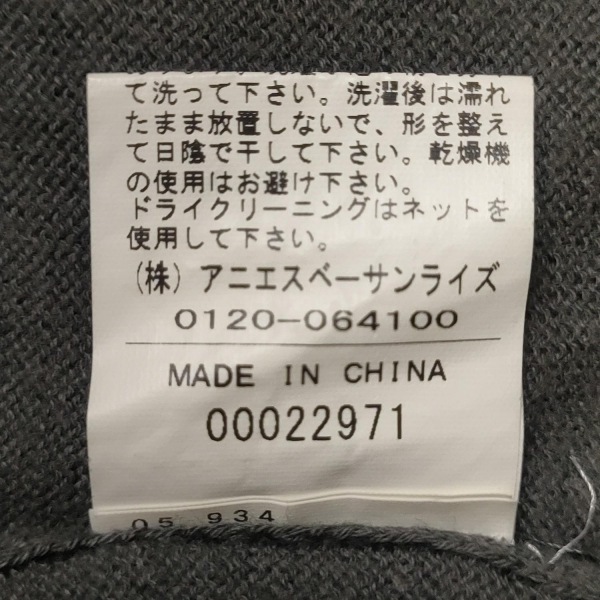 て洗って下さい。洗濯後は濡れ
たまま放置しないで、形を整え
て日陰で干して下さい。乾燥機
の使用はお避け下さい。
ドライクリーニングはネットを
使用して下さい。
(株)アニエスベーサンライズ
0120-064100
MADE IN CHINA
00022971
05 934